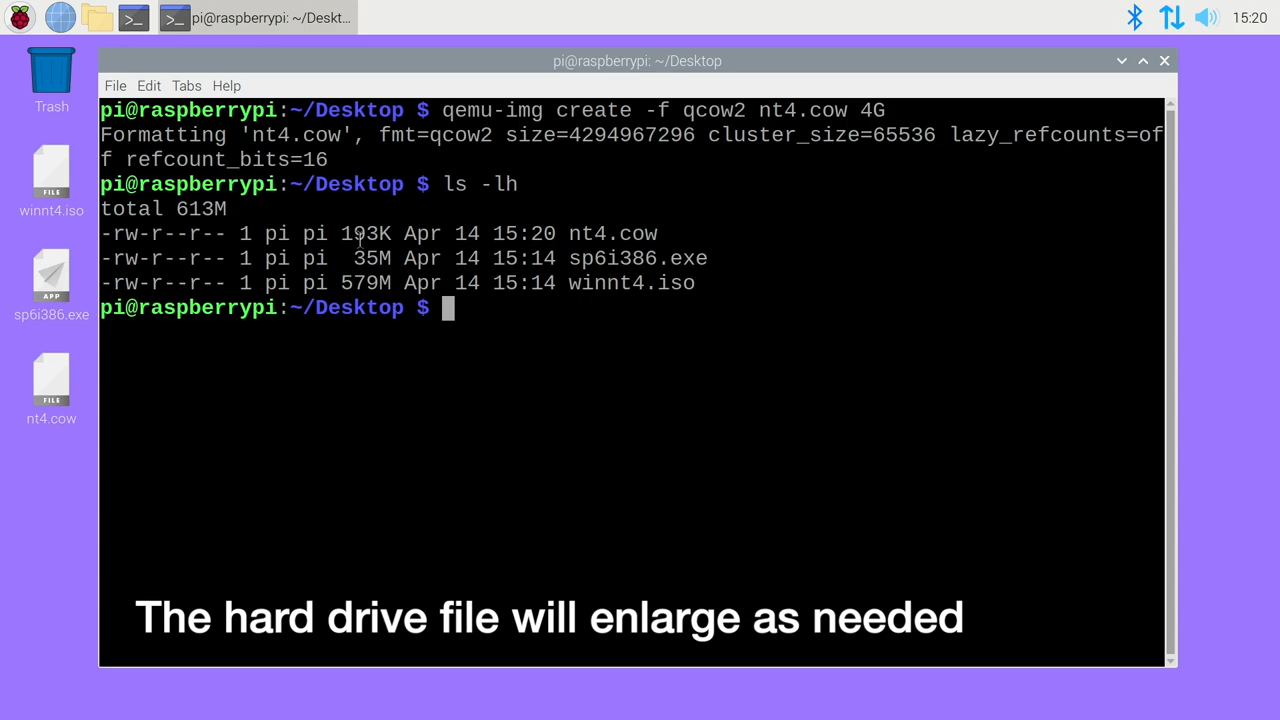 pi@raspberrypi: ~/Deskt...
15:20
Trash
FILE
winnt4.iso
APP
sp6i386.exe
FILE
nt4.cow
pi@raspberrypi: ~/Desktop
File Edit Tabs Help
pi@raspberrypi:~/Desktop $ qemu-img create -f qcow2 nt4.cow 4G
Formatting 'nt4.cow', fmt=qcow2 size=4294967296 cluster_size=65536 lazy_refcounts=of
f refcount_bits=16
pi@raspberrypi:~/Desktop $ ls -lh
total 613M
-rw-r--r-- 1 pi pi 193K Apr 14 15:20 nt4.cow
-rw-r--r-- 1 pi pi  35M Apr 14 15:14 sp6i386.exe
-rw-r--r-- 1 pi pi 579M Apr 14 15:14 winnt4.iso
pi@raspberrypi:~/Desktop $
The hard drive file will enlarge as needed